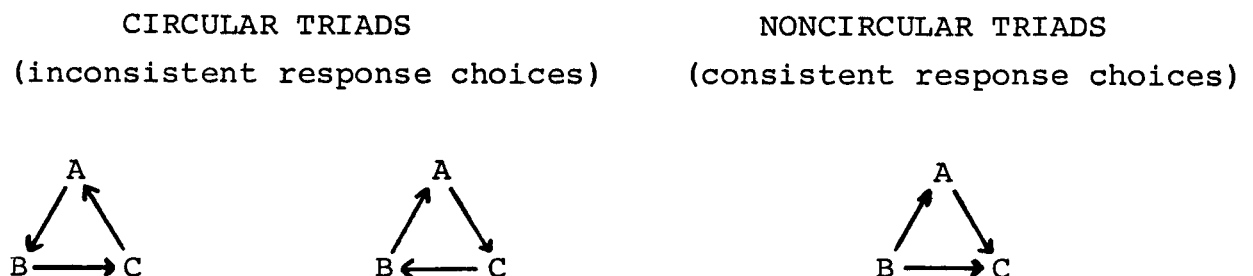 CIRCULAR TRIADS
(inconsistent response choices)
NONCIRCULAR TRIADS
(consistent response choices)
A
B C
A
B C
A
B C